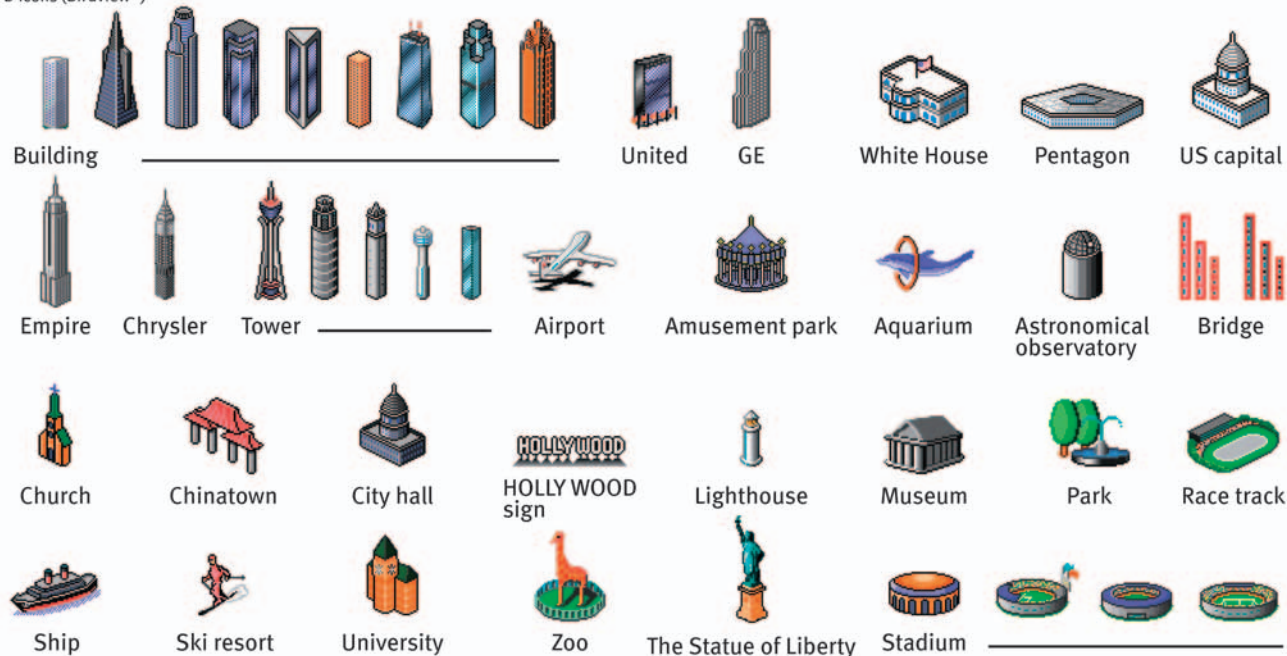 Building United GE White House Pentagon US capital
Empire Chrysler Tower Airport Amusement park Aquarium Astronomical observatory Bridge
Church Chinatown City hall HOLLYWOOD
HOLLY WOOD sign Lighthouse Museum Park Race track
Ship Ski resort University Zoo The Statue of Liberty Stadium